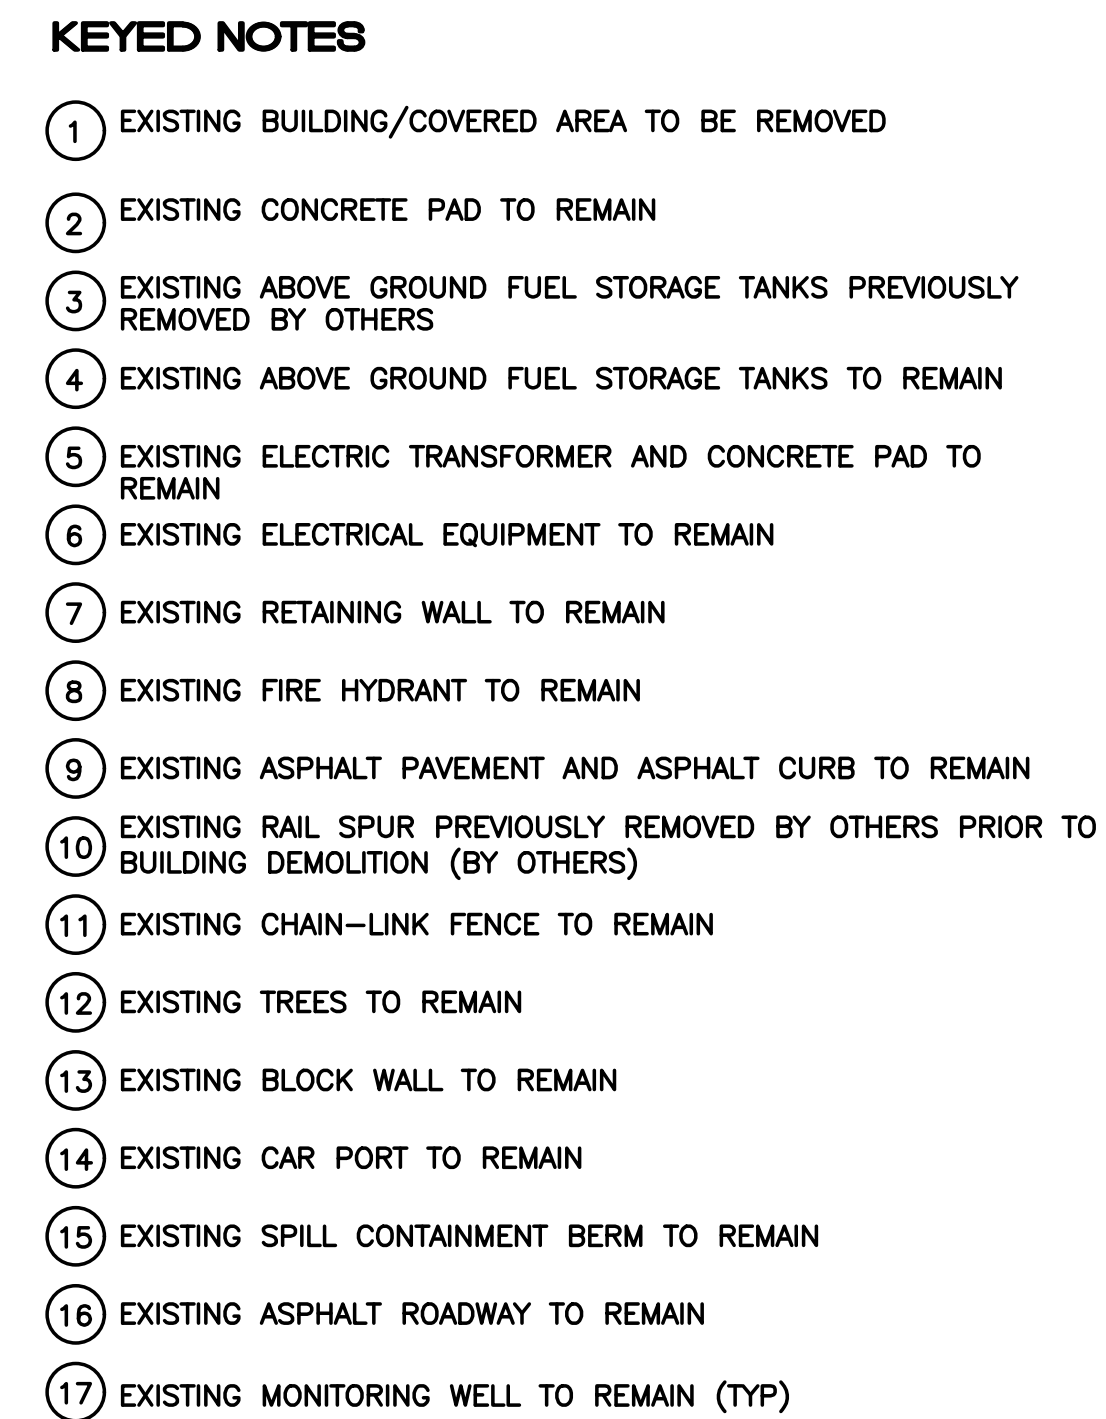 KEYED NOTES
1 EXISTING BUILDING/COVERED AREA TO BE REMOVED
2 EXISTING CONCRETE PAD TO REMAIN
3 EXISTING ABOVE GROUND FUEL STORAGE TANKS PREVIOUSLY
REMOVED BY OTHERS
4 EXISTING ABOVE GROUND FUEL STORAGE TANKS TO REMAIN
5 EXISTING ELECTRIC TRANSFORMER AND CONCRETE PAD TO
REMAIN
6 EXISTING ELECTRICAL EQUIPMENT TO REMAIN
7 EXISTING RETAINING WALL TO REMAIN
8 EXISTING FIRE HYDRANT TO REMAIN
9 EXISTING ASPHALT PAVEMENT AND ASPHALT CURB TO REMAIN
10 EXISTING RAIL SPUR PREVIOUSLY REMOVED BY OTHERS PRIOR TO
BUILDING DEMOLITION (BY OTHERS)
11 EXISTING CHAIN-LINK FENCE TO REMAIN
12 EXISTING TREES TO REMAIN
13 EXISTING BLOCK WALL TO REMAIN
14 EXISTING CAR PORT TO REMAIN
15 EXISTING SPILL CONTAINMENT BERM TO REMAIN
16 EXISTING ASPHALT ROADWAY TO REMAIN
17 EXISTING MONITORING WELL TO REMAIN (TYP)